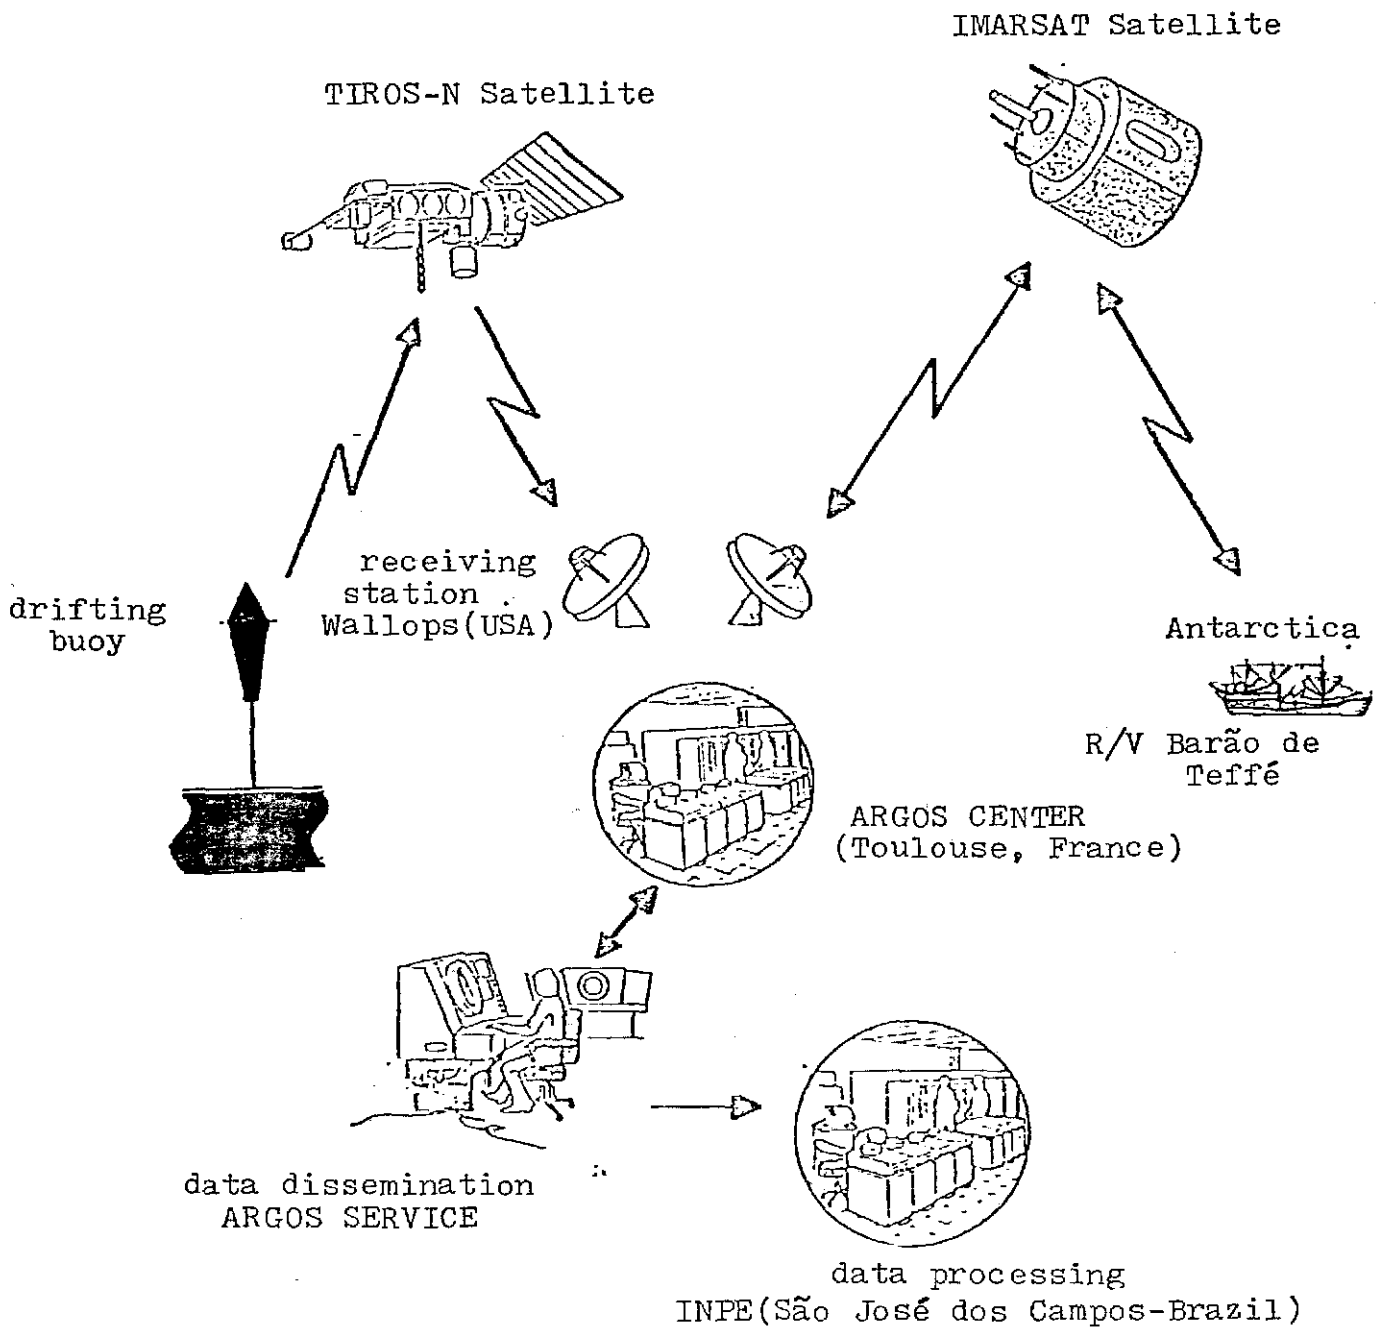 IMARSAT Satellite
TIROS-N Satellite
receiving
station
Wallops(USA)
drifting
buoy
Antarctica
R/V Barão de
Teffé
ARGOS CENTER
(Toulouse, France)
data dissemination
ARGOS SERVICE
data processing
INPE(São José dos Campos-Brazil)